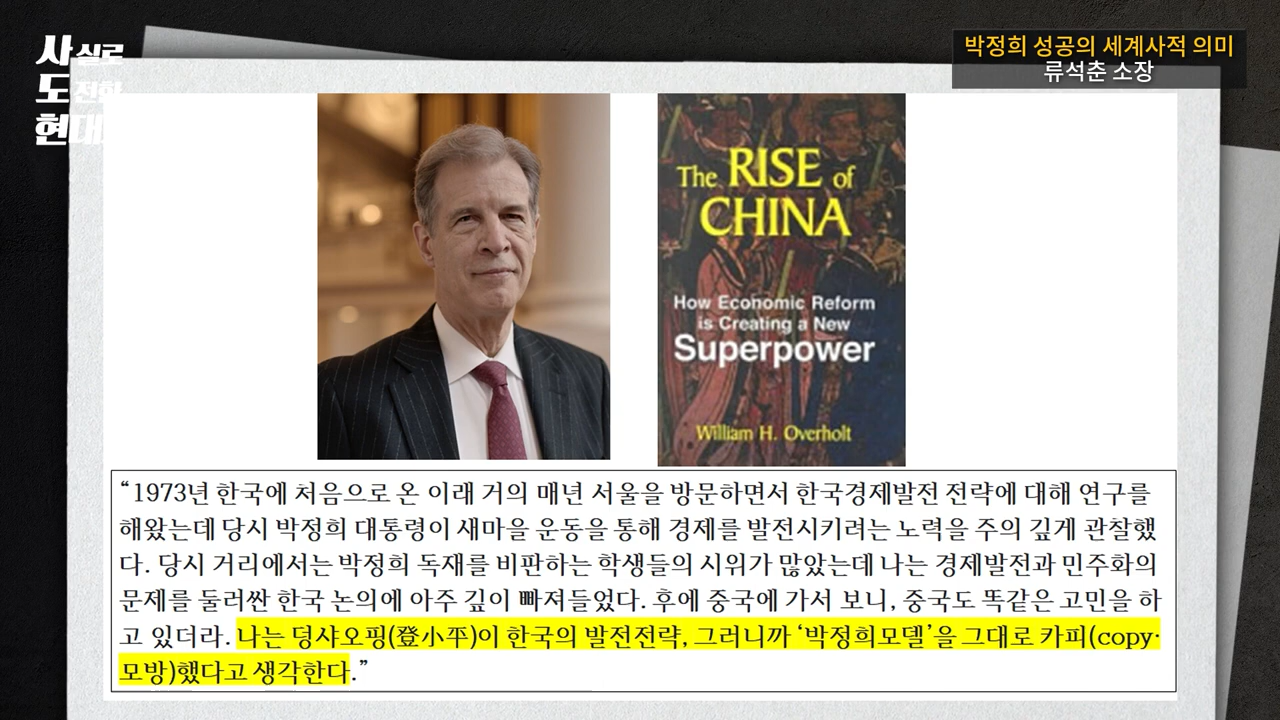 박정희 성공의 세계사적 의미
류석춘 소장
사실로
도전한
현대
The RISE of
CHINA
How Economic Reform
is Creating a New
Superpower
William H. Overholt
“1973년 한국에 처음으로 온 이래 거의 매년 서울을 방문하면서 한국경제발전 전략에 대해 연구를
해왔는데 당시 박정희 대통령이 새마을 운동을 통해 경제를 발전시키려는 노력을 주의 깊게 관찰했
다. 당시 거리에서는 박정희 독재를 비판하는 학생들의 시위가 많았는데 나는 경제발전과 민주화의
문제를 둘러싼 한국 논의에 아주 깊이 빠져들었다. 후에 중국에 가서 보니, 중국도 똑같은 고민을 하
고 있더라. 나는 덩샤오핑(登小平)이 한국의 발전전략, 그러니까 ‘박정희모델’을 그대로 카피(copy·
모방)했다고 생각한다.”